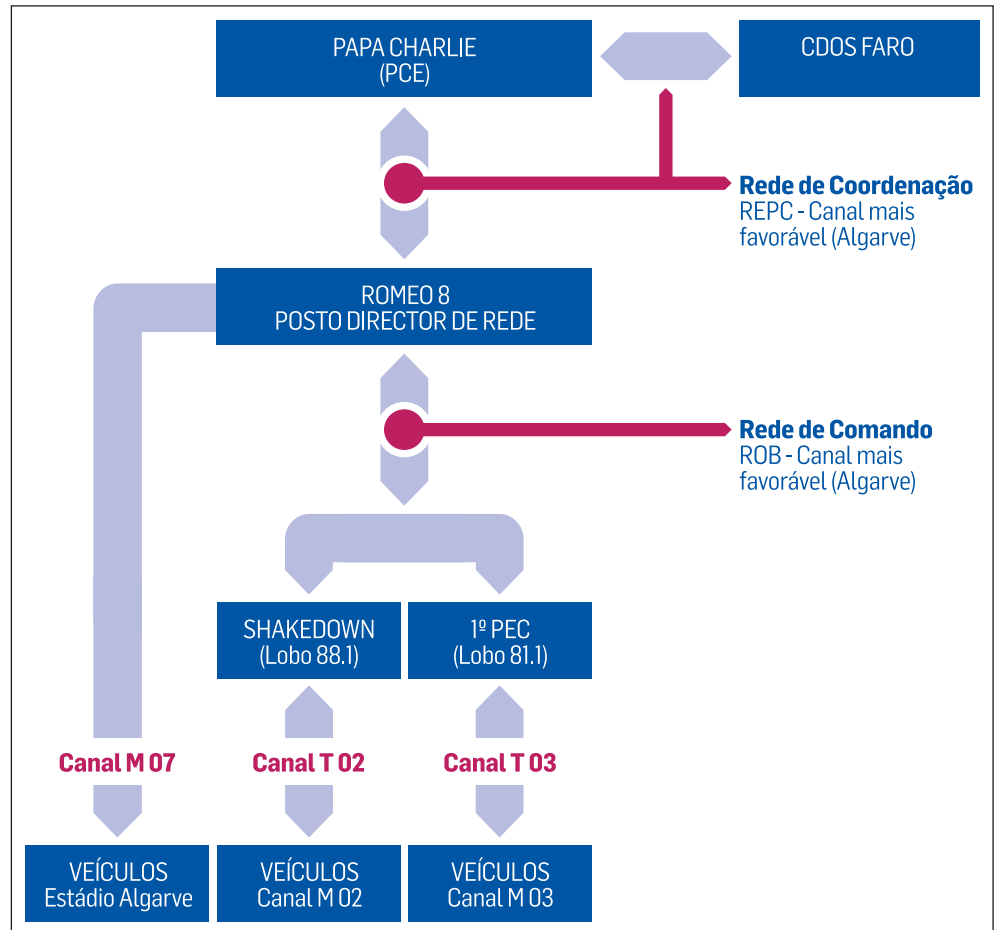 PAPA CHARLIE
(PCE)
CDOS FARO
Rede de Coordenação
REPC - Canal mais
favorável (Algarve)
ROMEO 8
POSTO DIRECTOR DE REDE
Rede de Comando
ROB - Canal mais
favorável (Algarve)
SHAKEDOWN
(Lobo 88.1)
1º PEC
(Lobo 81.1)
Canal M 07
Canal T 02
Canal T 03
VEÍCULOS
Estádio Algarve
VEÍCULOS
Canal M 02
VEÍCULOS
Canal M 03